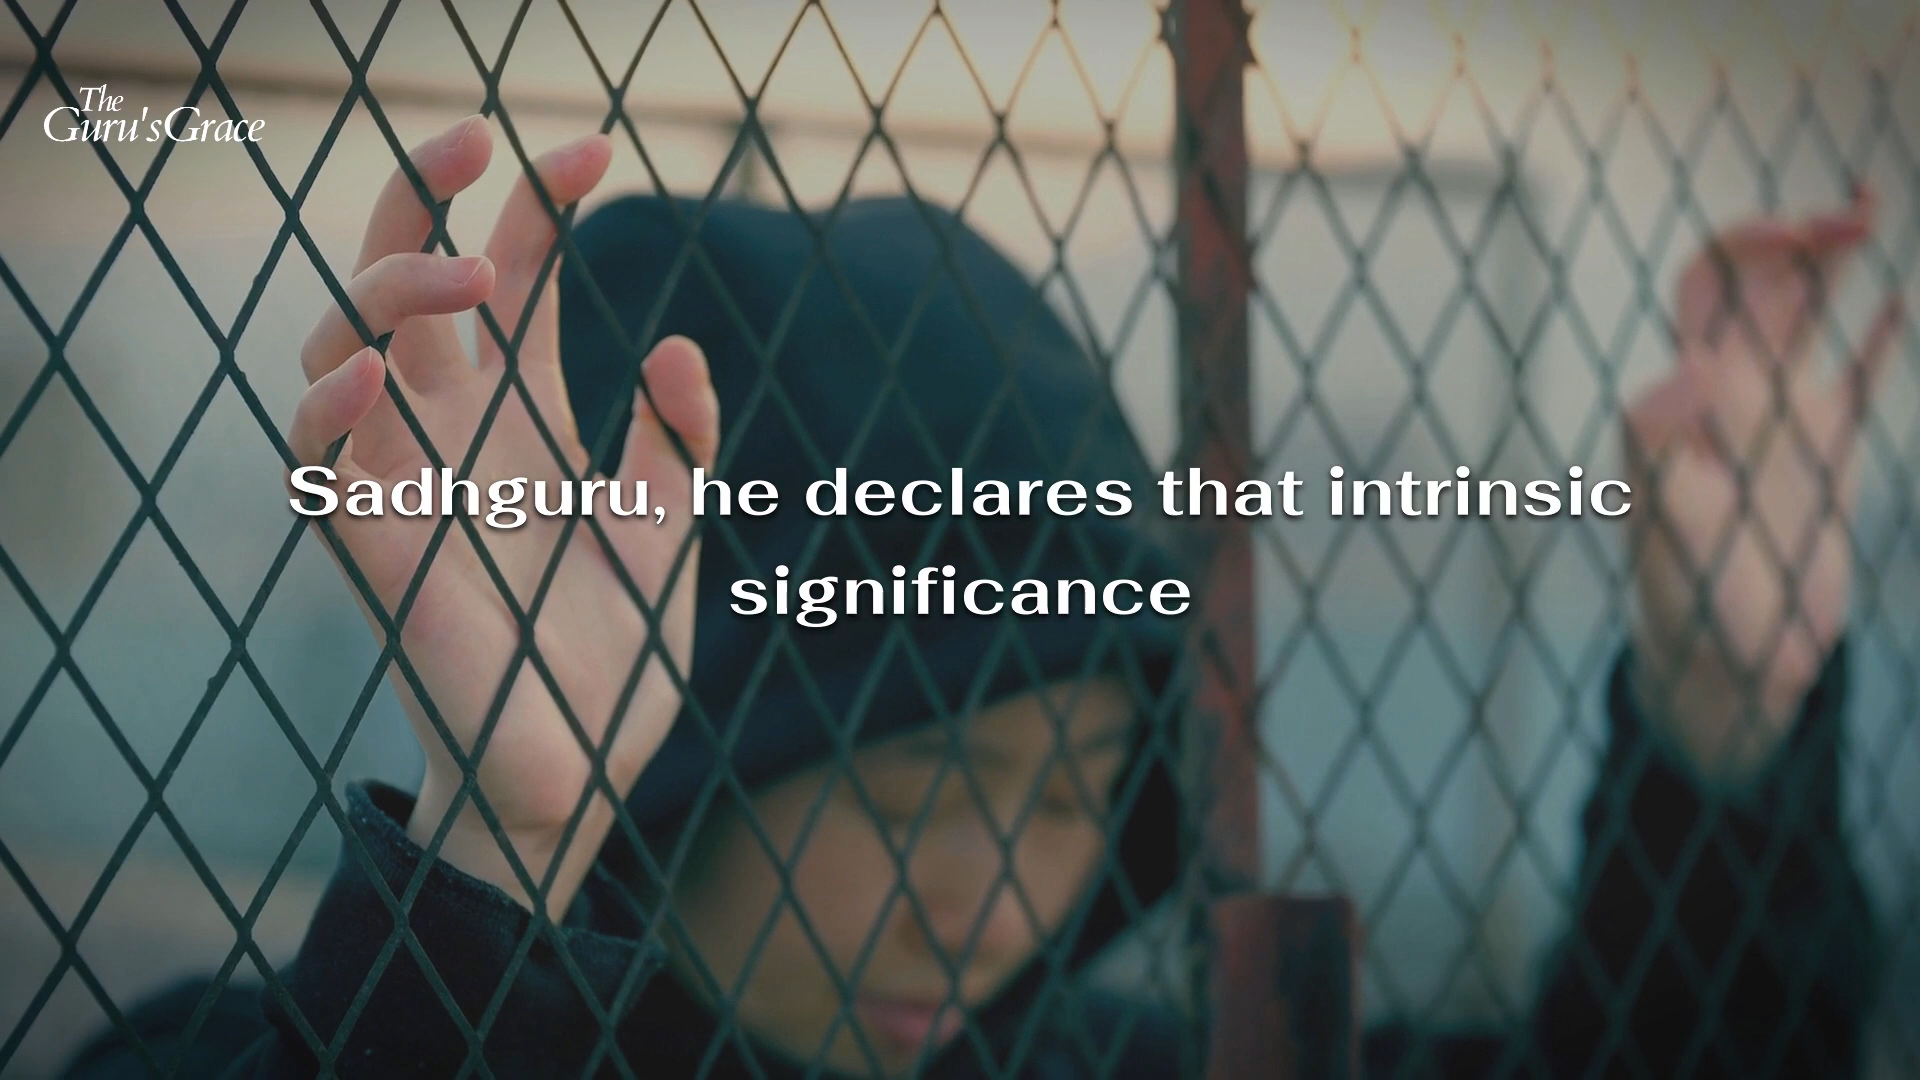 The
Guru'sGrace
Sadhguru, he declares that intrinsic
significance